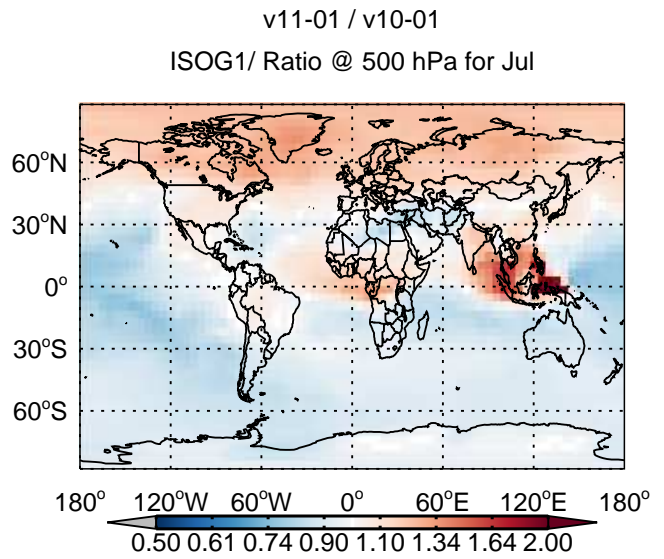 v11-01 / v10-01
ISOG1/ Ratio @ 500 hPa for Jul
60°N
30°N
0°
30°S
60°S
180° 120°W 60°W 0° 60°E 120°E 180°
0.50 0.61 0.74 0.90 1.10 1.34 1.64 2.00